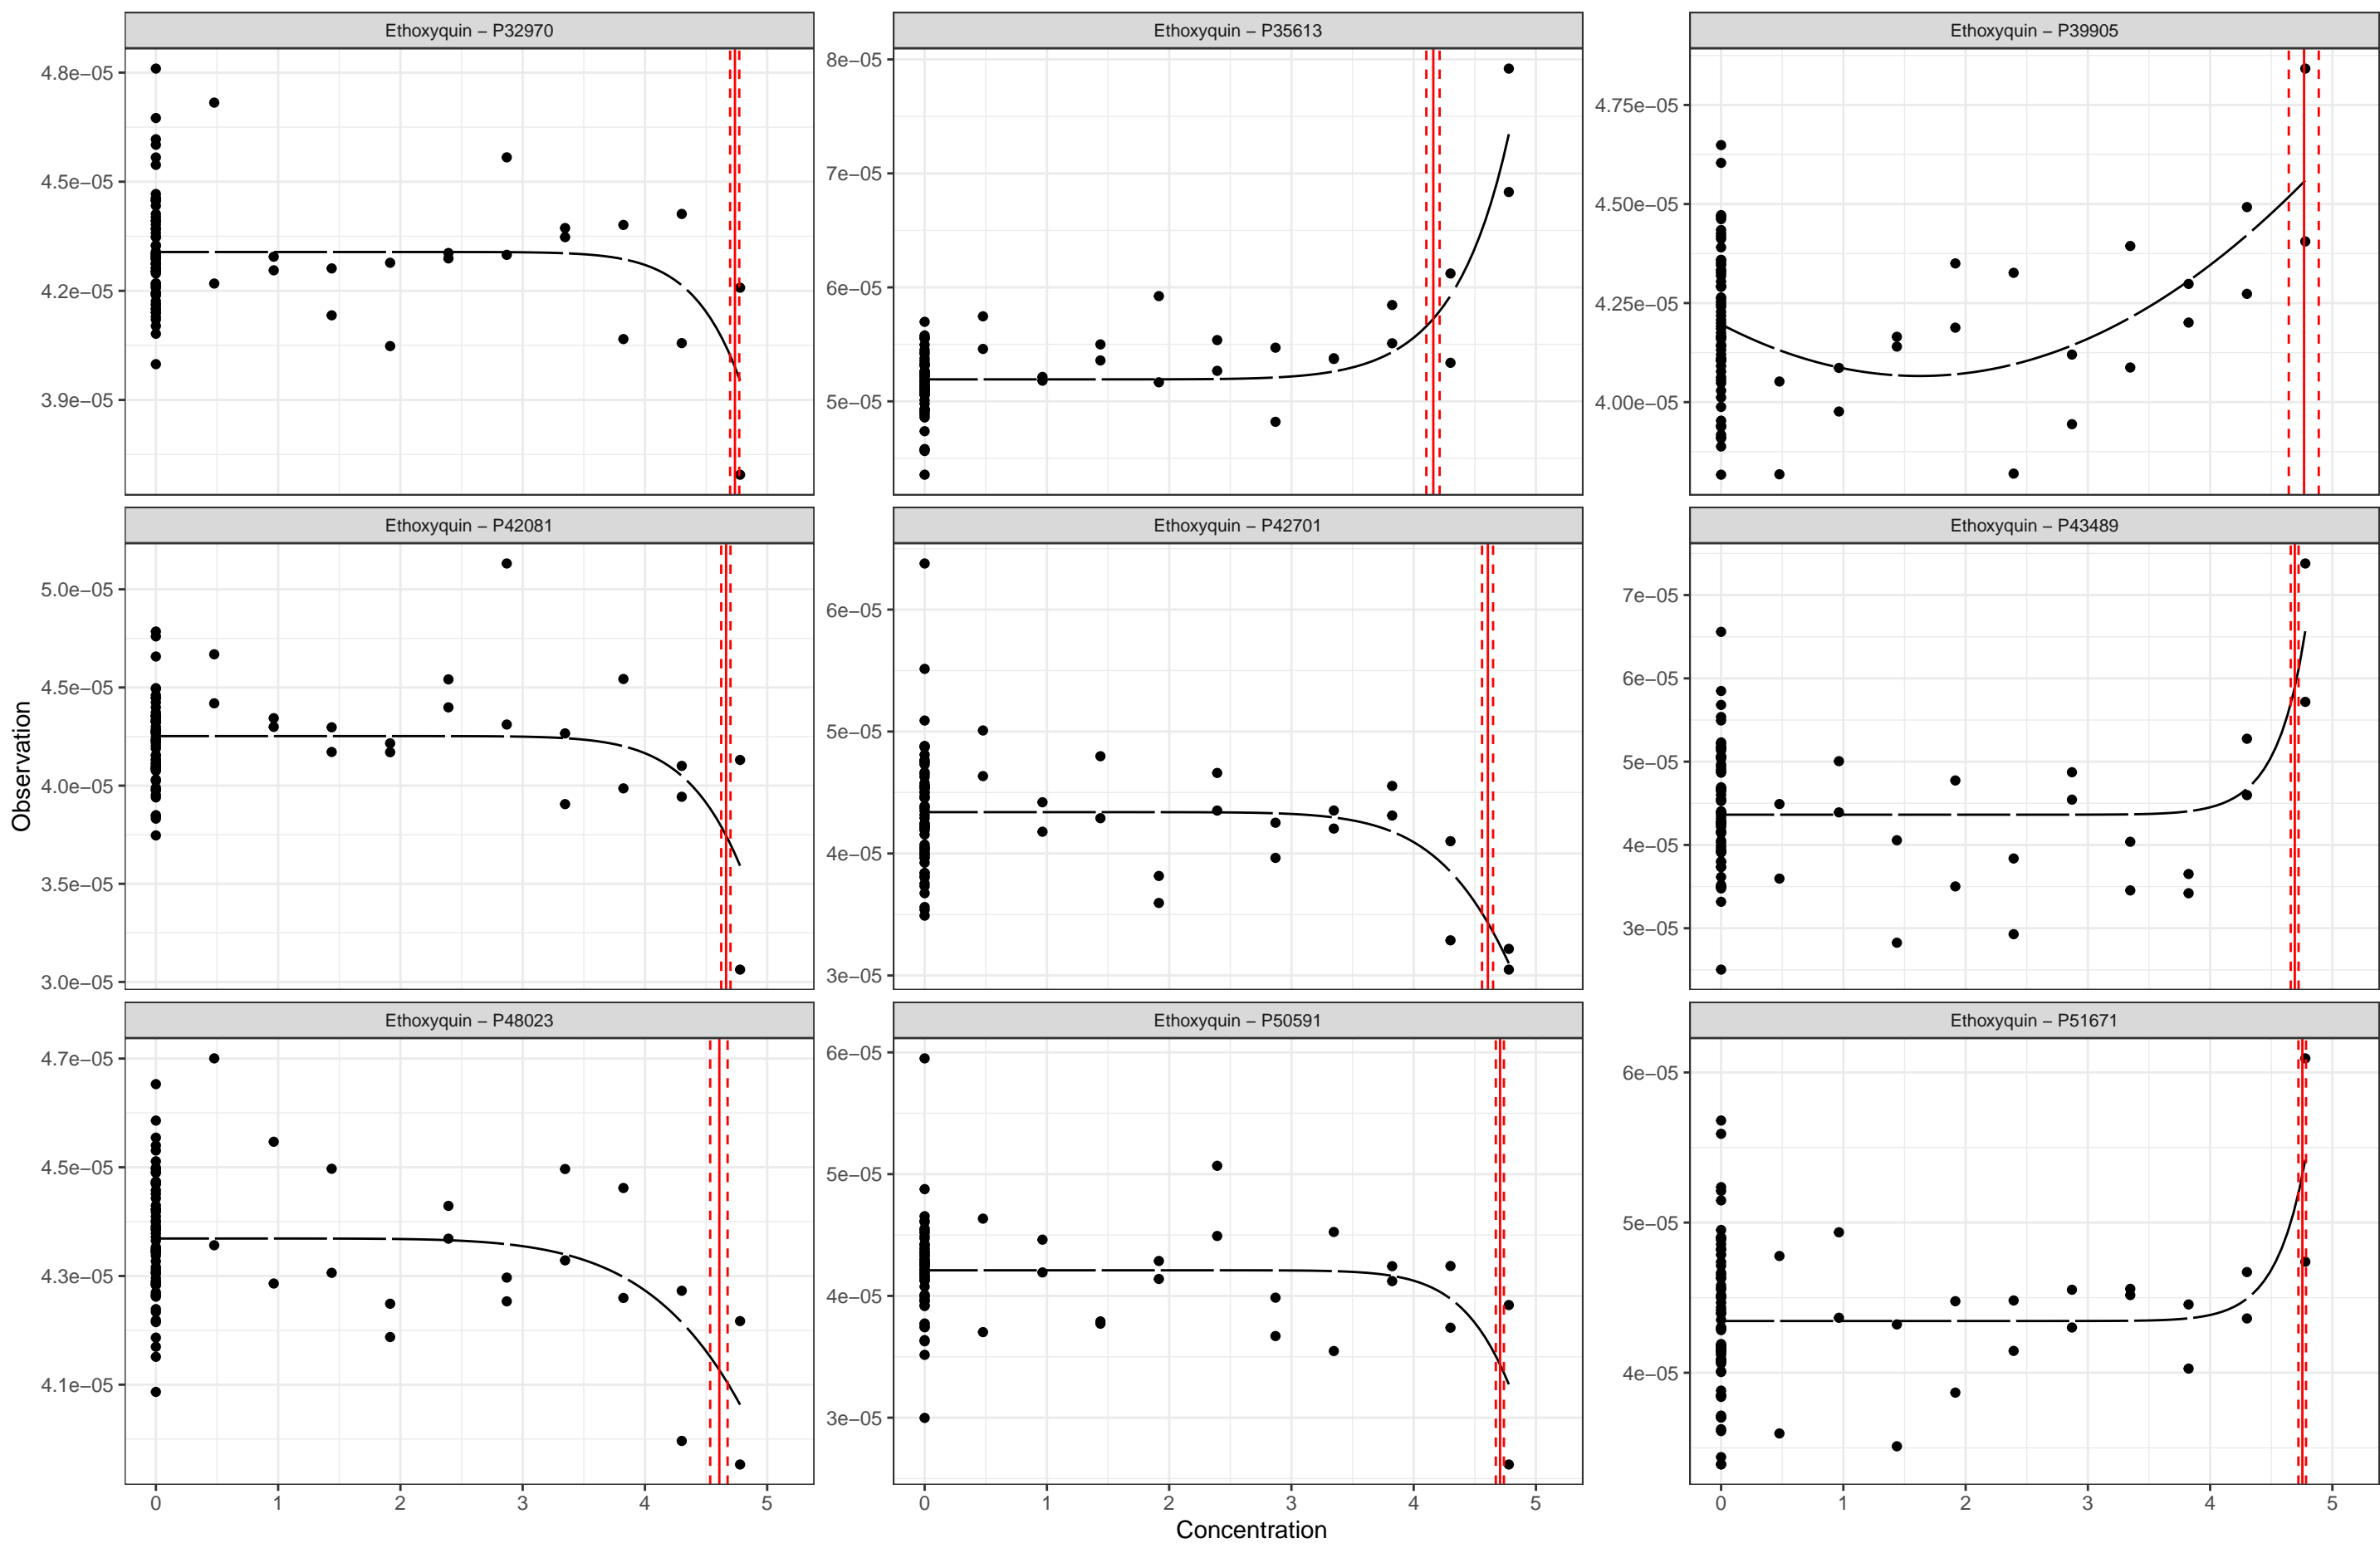 Ethoxyquin − P32970
Ethoxyquin − P35613
Ethoxyquin − P39905
4.8e−05
4.5e−05
4.2e−05
3.9e−05
8e−05
7e−05
6e−05
5e−05
4.75e−05
4.50e−05
4.25e−05
4.00e−05
Ethoxyquin − P42081
Ethoxyquin − P42701
Ethoxyquin − P43489
5.0e−05
4.5e−05
4.0e−05
3.5e−05
3.0e−05
6e−05
5e−05
4e−05
3e−05
7e−05
6e−05
5e−05
4e−05
3e−05
Observation
Ethoxyquin − P48023
Ethoxyquin − P50591
Ethoxyquin − P51671
4.7e−05
4.5e−05
4.3e−05
4.1e−05
6e−05
5e−05
4e−05
3e−05
6e−05
5e−05
4e−05
0 1 2 3 4 5
0 1 2 3 4 5
0 1 2 3 4 5
Concentration